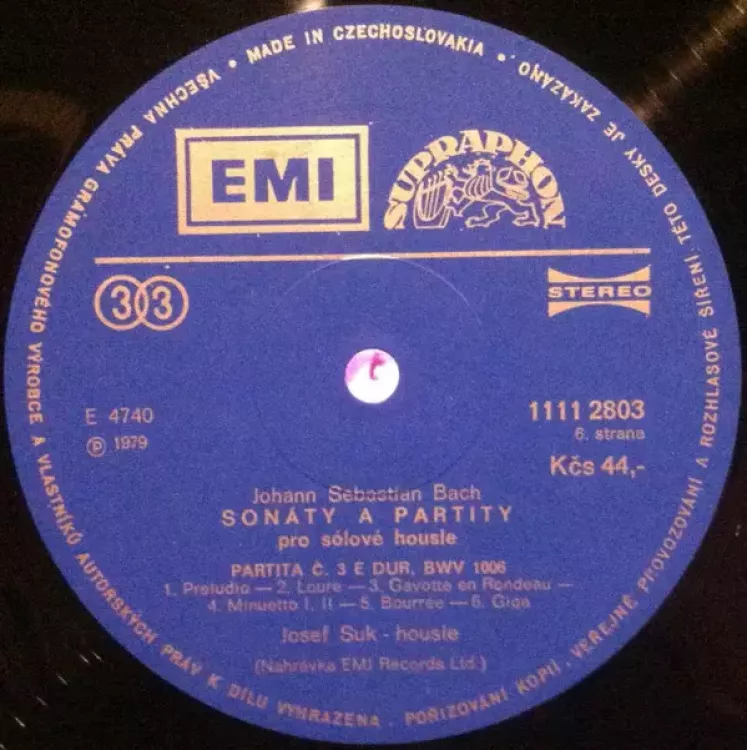 MADE IN CZECHOSLOVAKIA • VŠECHNA PRÁVA GRAMOFONOVÉHO VÝROBCE A VLASTNÍKŮ AUTORSKÝCH PRÁV K DÍLU VYHRAZENA. POŘIZOVÁNÍ KOPIÍ, VEŘEJNÉ PROVOZOVÁNÍ A ROZHLASOVÉ ŠÍŘENÍ TÉTO DESKY JE ZAKÁZÁNO •
EMI
SUPRAPHON
33
STEREO
E 4740
℗ 1979
1111 2803
6. strana
Kčs 44,-
Johann Sebastian Bach
SONÁTY A PARTITY
pro sólové housle
PARTITA Č. 3 E DUR, BWV 1006
1. Preludio — 2. Loure — 3. Gavotte en Rondeau —
4. Minuetto I, II — 5. Bourrée — 6. Giga
Josef Suk - housle
(Nahrávka EMI Records Ltd.)